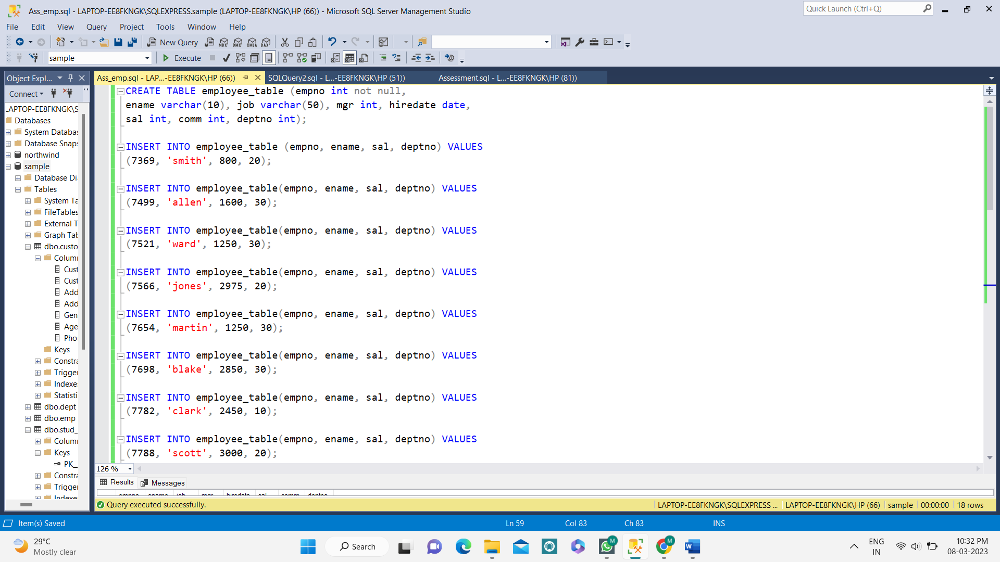 Ass_emp.sql - LAPTOP-EE8FKNGK\SQLEXPRESS.sample (LAPTOP-EE8FKNGK\HP (66)) - Microsoft SQL Server Management Studio
Quick Launch (Ctrl+Q)
File Edit View Query Project Tools Window Help
New Query
MDX DMX XMLA DAX
sample
Execute
Object Expl...
Ass_emp.sql - LAP...-EE8FKNGK\HP (66))
SQLQuery2.sql - L...-EE8FKNGK\HP (51))
Assessment.sql - L...-EE8FKNGK\HP (81))
Connect
LAPTOP-EE8FKNGK\S
Databases
System Databa
Database Snap
northwind
sample
Database Di
Tables
System Ta
FileTables
External T
Graph Tab
dbo.custo
Column
Cust
Cust
Add
Add
Gen
Age
Pho
Keys
Constra
Trigger
Indexe
Statisti
dbo.dept
dbo.emp
dbo.stud_
Colum
Keys
PK_
Constra
Trigger
Indexe
CREATE TABLE employee_table (empno int not null,
ename varchar(10), job varchar(50), mgr int, hiredate date,
sal int, comm int, deptno int);
INSERT INTO employee_table (empno, ename, sal, deptno) VALUES
(7369, 'smith', 800, 20);
INSERT INTO employee_table(empno, ename, sal, deptno) VALUES
(7499, 'allen', 1600, 30);
INSERT INTO employee_table(empno, ename, sal, deptno) VALUES
(7521, 'ward', 1250, 30);
INSERT INTO employee_table(empno, ename, sal, deptno) VALUES
(7566, 'jones', 2975, 20);
INSERT INTO employee_table(empno, ename, sal, deptno) VALUES
(7654, 'martin', 1250, 30);
INSERT INTO employee_table(empno, ename, sal, deptno) VALUES
(7698, 'blake', 2850, 30);
INSERT INTO employee_table(empno, ename, sal, deptno) VALUES
(7782, 'clark', 2450, 10);
INSERT INTO employee_table(empno, ename, sal, deptno) VALUES
(7788, 'scott', 3000, 20);
126 %
Results Messages
empno ename job mgr hiredate sal comm deptno
Query executed successfully.
LAPTOP-EE8FKNGK\SQLEXPRESS ... LAPTOP-EE8FKNGK\HP (66) sample 00:00:00 18 rows
Item(s) Saved
Ln 59 Col 83 Ch 83 INS
29°C
Mostly clear
Search
M
M
W
ENG
IN
10:32 PM
08-03-2023